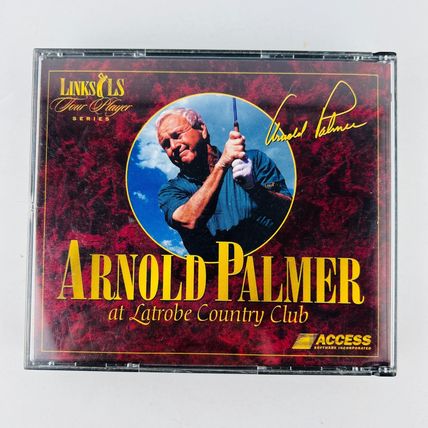 LINKS LS
Tour Player
SERIES
Arnold Palmer
ARNOLD PALMER
at Latrobe Country Club
ACCESS
SOFTWARE INCORPORATED